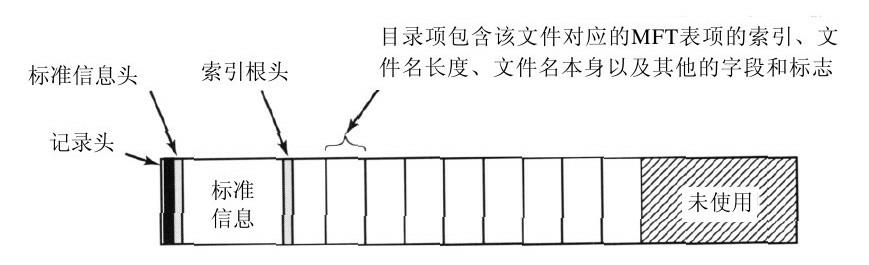 目录项包含该文件对应的MFT表项的索引、文
件名长度、文件名本身以及其他的字段和标志
标准信息头
索引根头
记录头
标准
信息
未使用